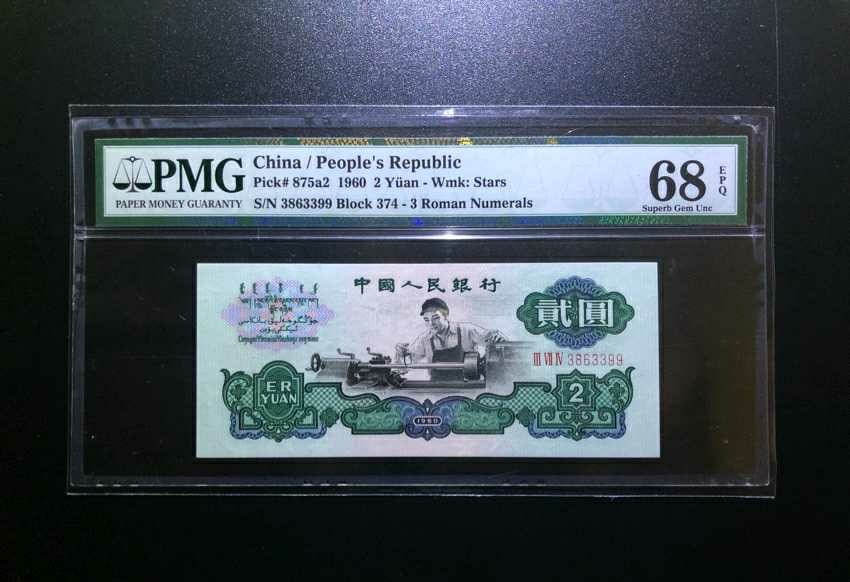 PMG
PAPER MONEY GUARANTY
China / People's Republic
Pick# 875a2 1960 2 Yüan - Wmk: Stars
S/N 3863399 Block 374 - 3 Roman Numerals
68
EPQ
Superb Gem Unc
中國人民銀行
貳圓
III VII IV 3863399
ER
YUAN
2
1960